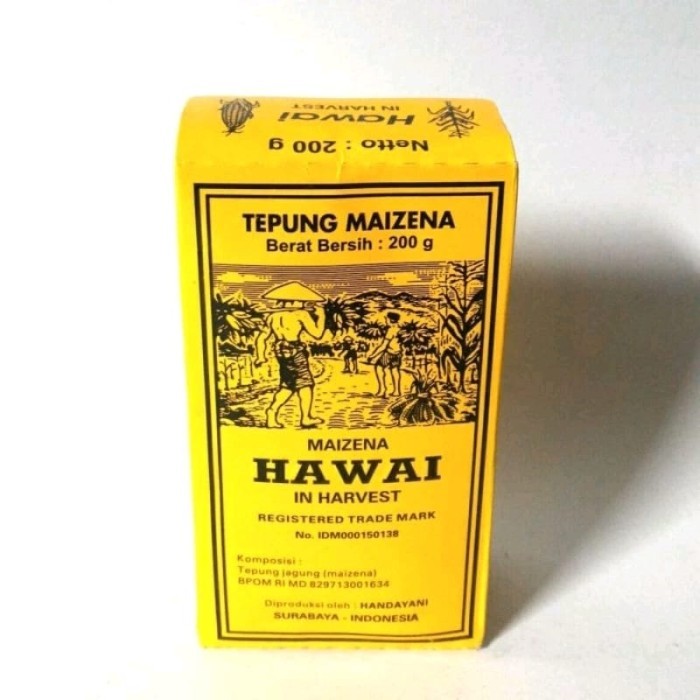 Hawai
IN HARVEST
Netto : 200 g
TEPUNG MAIZENA
Berat Bersih : 200 g
MAIZENA
HAWAI
IN HARVEST
REGISTERED TRADE MARK
No. IDM000150138
Komposisi :
Tepung jagung (maizena)
BPOM RI MD 829713001634
Diproduksi oleh : HANDAYANI
SURABAYA - INDONESIA